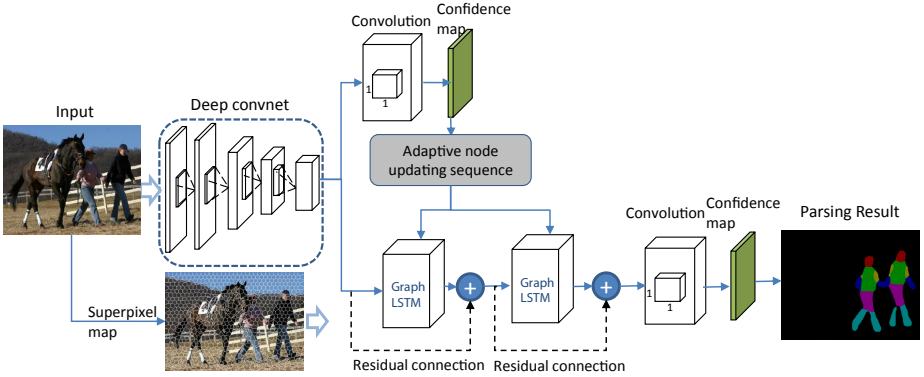 Convolution
Confidence
map
1
1
Input
Deep convnet
Adaptive node
updating sequence
Convolution
Confidence
map
Parsing Result
Graph
LSTM
+
Graph
LSTM
+
1
1
Superpixel
map
Residual connection
Residual connection